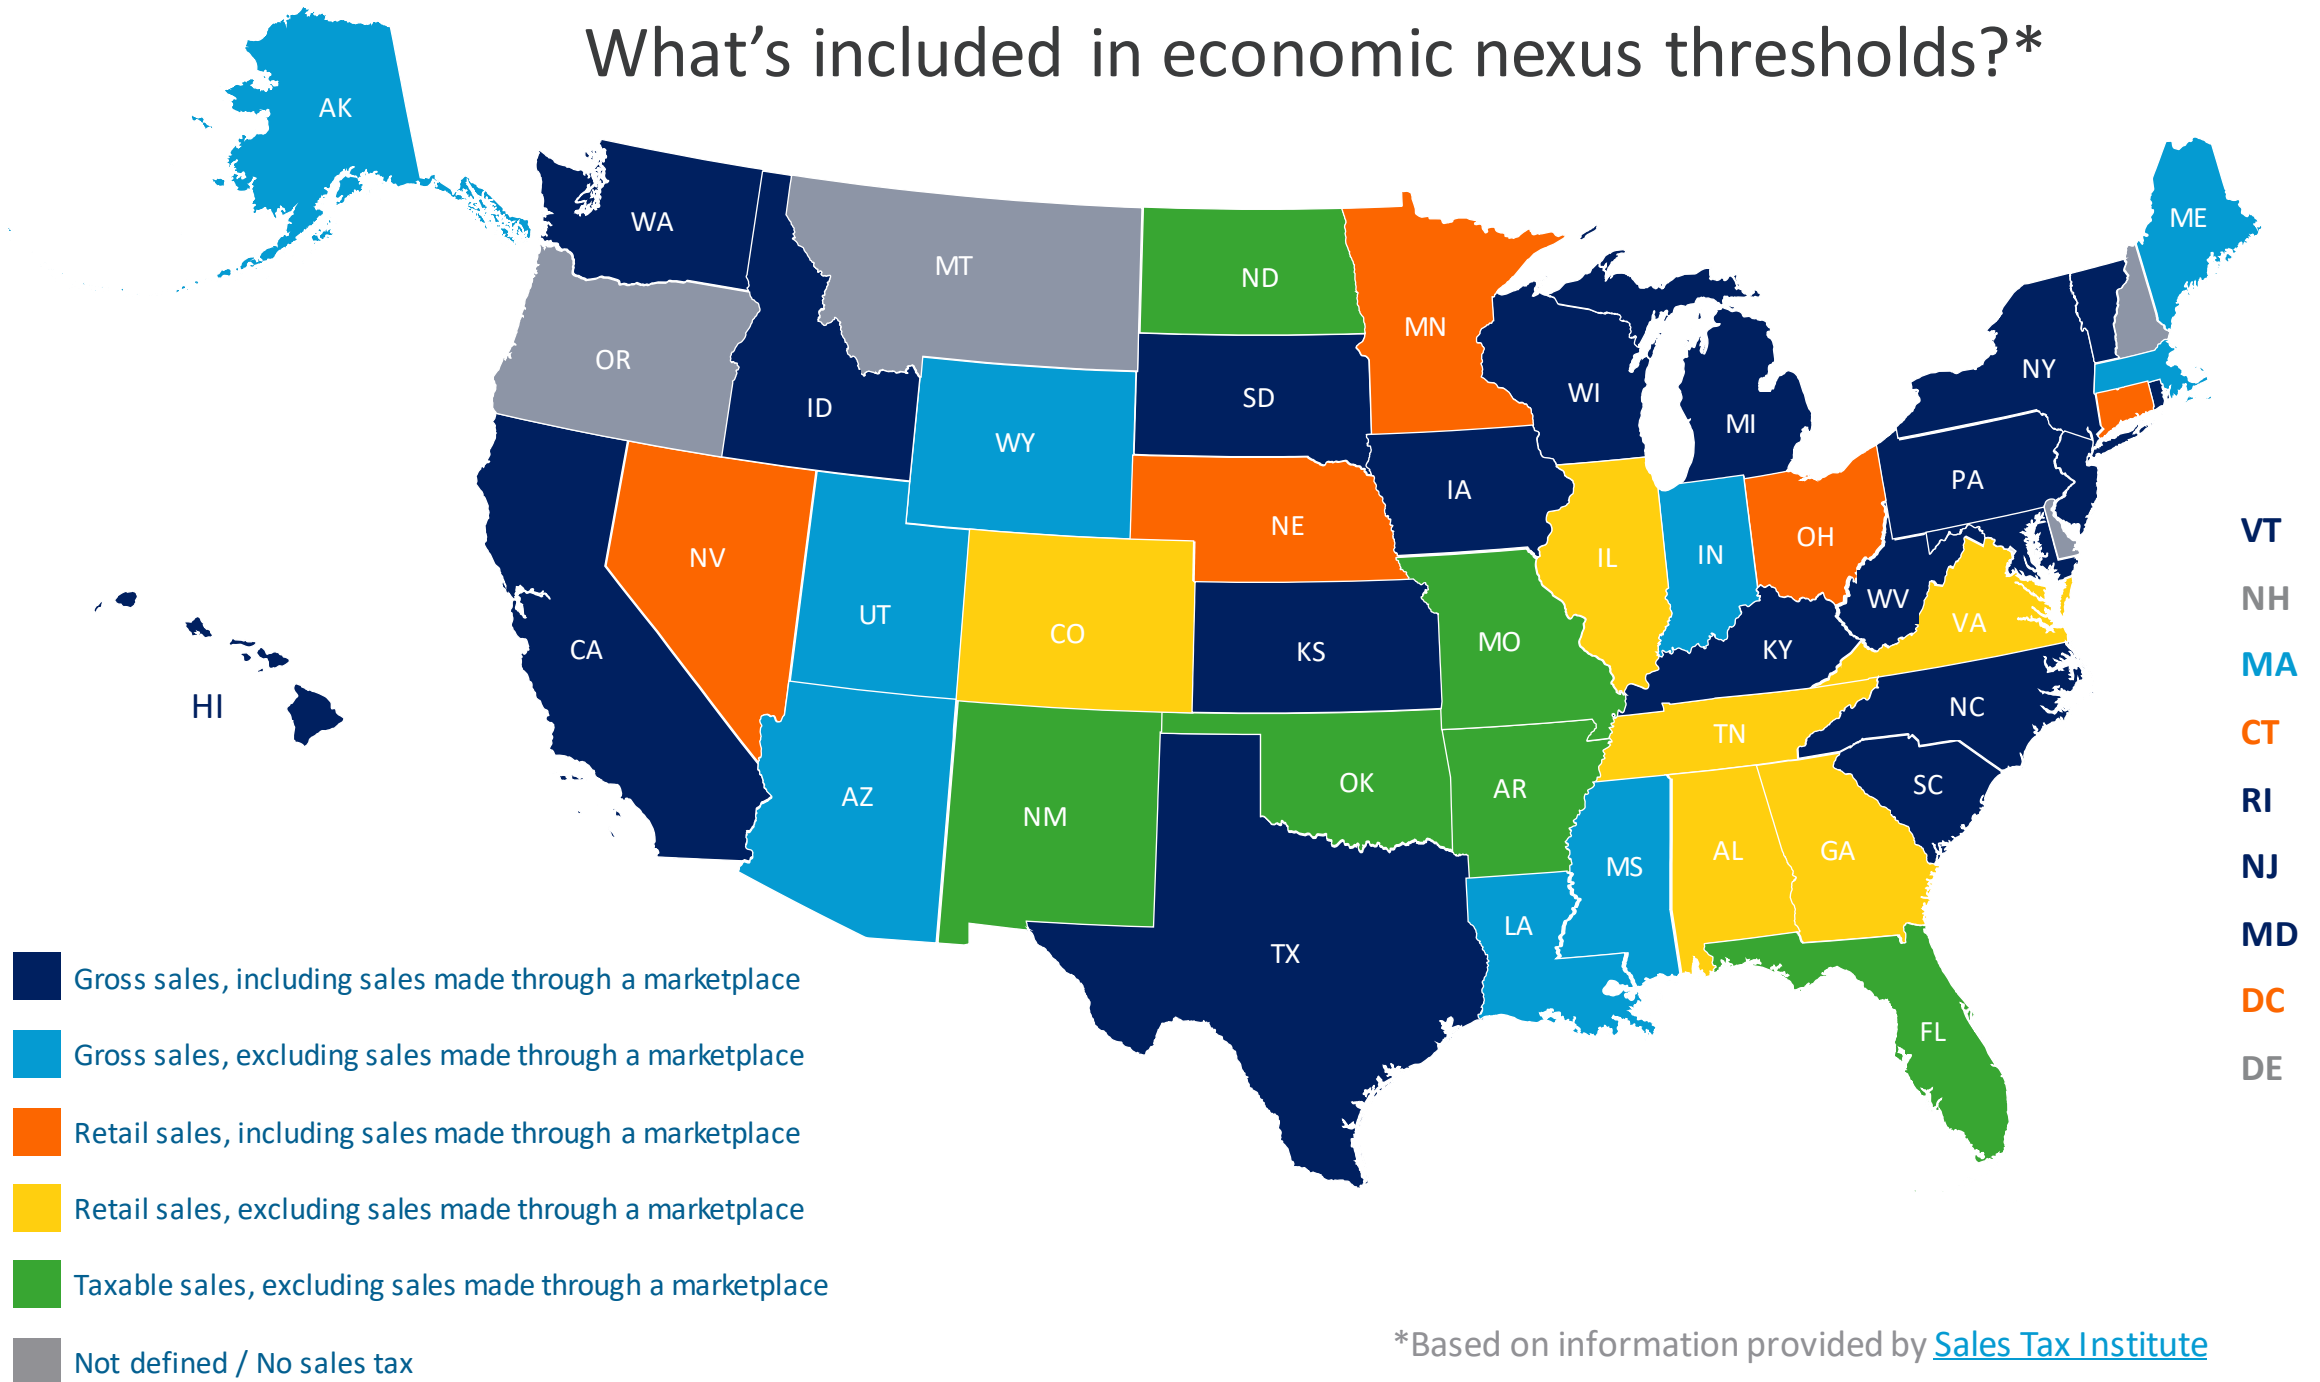 What's included in economic nexus thresholds?*
AK
WA
MT
ND
MN
ME
OR
ID
WY
SD
WI
MI
NY
IA
PA
NV
UT
CO
NE
KS
MO
IL
IN
OH
WV
VA
KY
CA
HI
AZ
NM
OK
AR
TN
NC
SC
MS
AL
GA
LA
TX
FL
VT
NH
MA
CT
RI
NJ
MD
DC
DE
Gross sales, including sales made through a marketplace
Gross sales, excluding sales made through a marketplace
Retail sales, including sales made through a marketplace
Retail sales, excluding sales made through a marketplace
Taxable sales, excluding sales made through a marketplace
Not defined / No sales tax
*Based on information provided by Sales Tax Institute